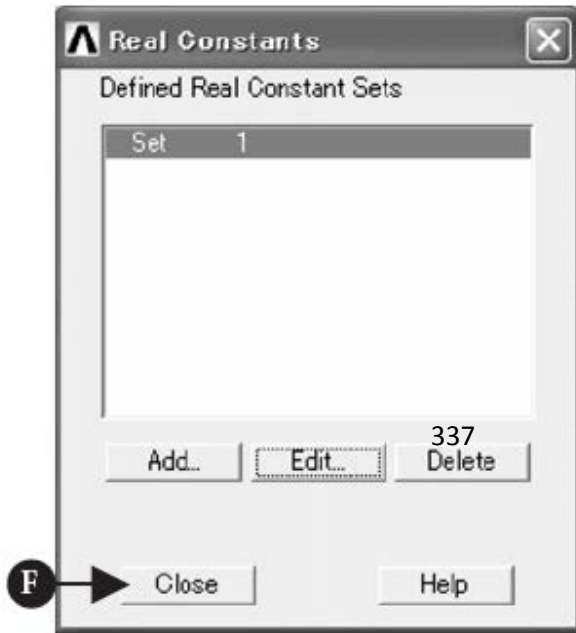 Real Constants
Defined Real Constant Sets
Set 1
337
Add... Edit... Delete
F Close Help